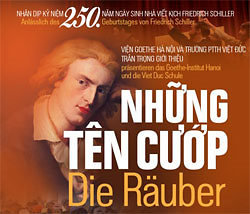 NHÂN DỊP KỶ NIỆM 250 NĂM NGÀY SINH NHÀ VIẾT KỊCH FRIEDRICH SCHILLER
Anlässlich des 250. Geburtstages von Friedrich Schiller
VIỆN GOETHE HÀ NỘI VÀ TRƯỜNG PTTH VIỆT ĐỨC
TRÂN TRỌNG GIỚI THIỆU
präsentieren das Goethe-Institut Hanoi
und die Viet Duc Schule
NHỮNG
TÊN CƯỚP
Die Räuber